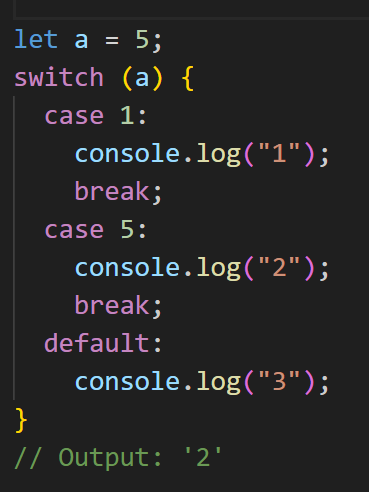 let a = 5;
switch (a) {
  case 1:
    console.log("1");
    break;
  case 5:
    console.log("2");
    break;
  default:
    console.log("3");
}
// Output: '2'